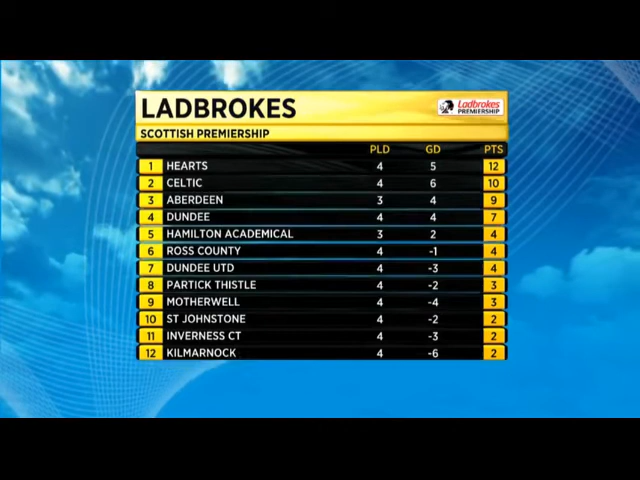 LADBROKES
Ladbrokes
PREMIERSHIP
SCOTTISH PREMIERSHIP
PLD GD PTS
1 HEARTS 4 5 12
2 CELTIC 4 6 10
3 ABERDEEN 3 4 9
4 DUNDEE 4 4 7
5 HAMILTON ACADEMICAL 3 2 4
6 ROSS COUNTY 4 -1 4
7 DUNDEE UTD 4 -3 4
8 PARTICK THISTLE 4 -2 3
9 MOTHERWELL 4 -4 3
10 ST JOHNSTONE 4 -2 2
11 INVERNESS CT 4 -3 2
12 KILMARNOCK 4 -6 2